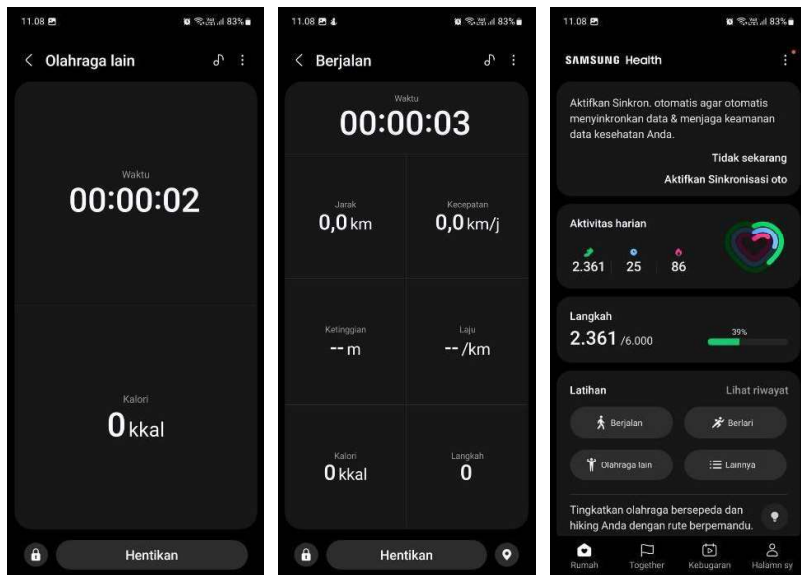 11.08
83%
Olahraga lain
Waktu
00:00:02
Kalori
0 kkal
Hentikan
11.08
83%
Berjalan
Waktu
00:00:03
Jarak
0,0 km
Kecepatan
0,0 km/j
Ketinggian
-- m
Laju
-- /km
Kalori
0 kkal
Langkah
0
Hentikan
11.08
83%
SAMSUNG Health
Aktifkan Sinkron. otomatis agar otomatis
menyinkronkan data & menjaga keamanan
data kesehatan Anda.
Tidak sekarang
Aktifkan Sinkronisasi oto
Aktivitas harian
2.361 25 86
Langkah
2.361 /6.000
39%
Latihan
Lihat riwayat
Berjalan
Berlari
Olahraga lain
Lainnya
Tingkatkan olahraga bersepeda dan
hiking Anda dengan rute berpemandu.
Rumah
Together
Kebugaran
Halamn sy